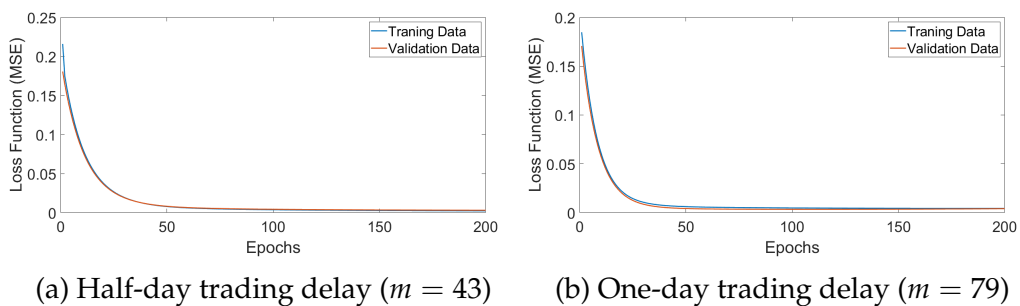 0.25
0.2
0.15
0.1
0.05
0
Loss Function (MSE)
Traning Data
Validation Data
0 50 100 150 200
Epochs
(a) Half-day trading delay (m = 43)
0.2
0.15
0.1
0.05
0
Loss Function (MSE)
Traning Data
Validation Data
0 50 100 150 200
Epochs
(b) One-day trading delay (m = 79)